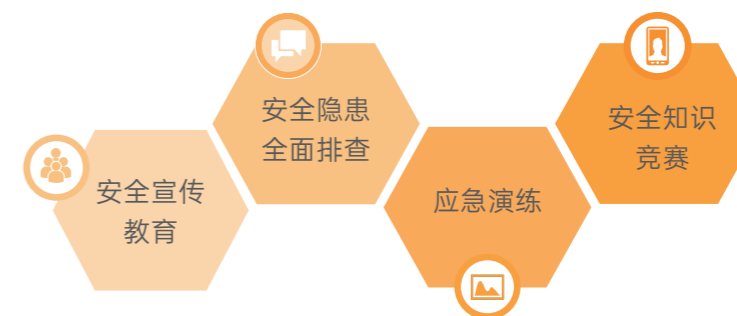 安全宣传
教育
安全隐患
全面排查
应急演练
安全知识
竞赛